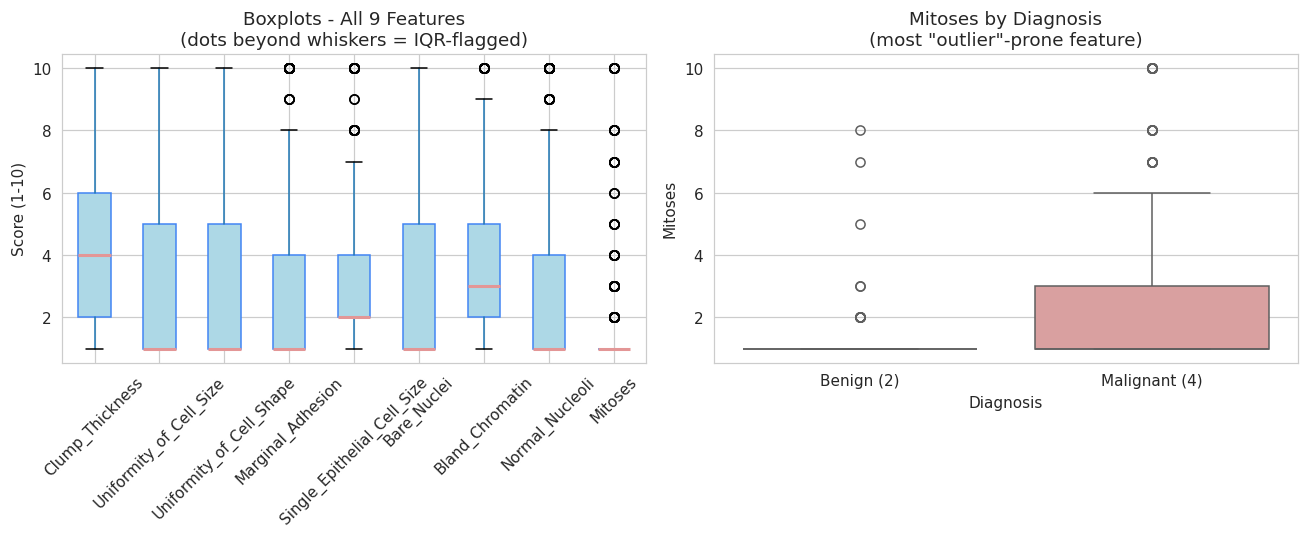 Boxplots - All 9 Features
(dots beyond whiskers = IQR-flagged)
Score (1-10)
10
8
6
4
2
Clump_Thickness
Uniformity_of_Cell_Size
Uniformity_of_Cell_Shape
Marginal_Adhesion
Single_Epithelial_Cell_Size
Bare_Nuclei
Bland_Chromatin
Normal_Nucleoli
Mitoses
Mitoses by Diagnosis
(most "outlier"-prone feature)
Mitoses
10
8
6
4
2
Benign (2)
Malignant (4)
Diagnosis